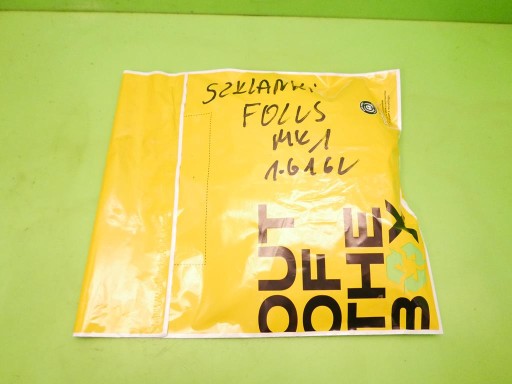 SZKLANKI
FOCUS
MK1
1.6 16V
OUT
OF
THE
BOX